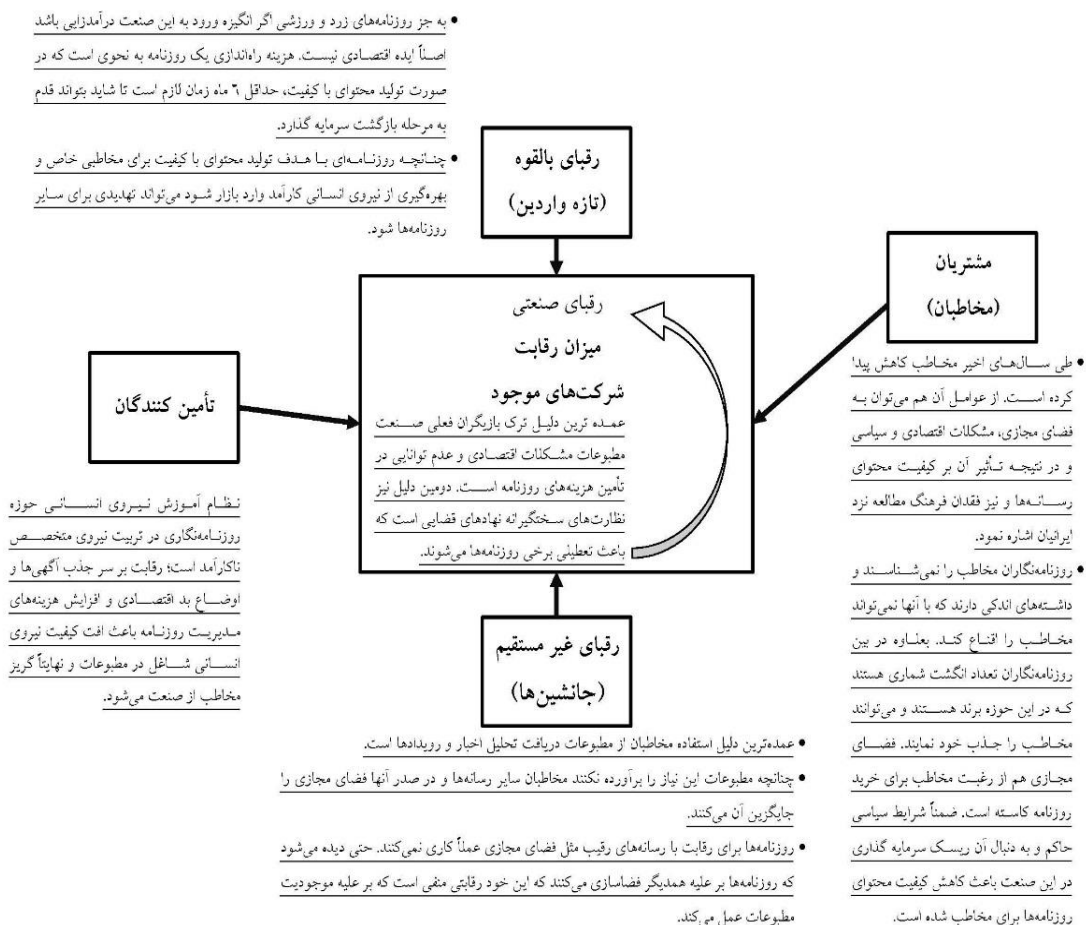 • به جز روزنامه‌های زرد و ورزشی اگر انگیزه ورود به این صنعت درآمدزایی باشد
اصلاً ایده اقتصادی نیست. هزینه راه‌اندازی یک روزنامه به نحوی است که در
صورت تولید محتوای با کیفیت، حداقل ٦ ماه زمان لازم است تا شاید بتواند قدم
به مرحله بازگشت سرمایه گذارد.
• چنانچه روزنامه‌ای با هدف تولید محتوای با کیفیت برای مخاطبی خاص و
بهره‌گیری از نیروی انسانی کارآمد وارد بازار شود می‌تواند تهدیدی برای سایر
روزنامه‌ها شود.
رقبای بالقوه
(تازه واردین)
مشتریان
(مخاطبان)
• طی سال‌های اخیر مخاطب کاهش پیدا
کرده است. از عوامل آن هم می‌توان به
فضای مجازی، مشکلات اقتصادی و سیاسی
و در نتیجه تأثیر آن بر کیفیت محتوای
رسانه‌ها و نیز فقدان فرهنگ مطالعه نزد
ایرانیان اشاره نمود.
• روزنامه‌نگاران مخاطب را نمی‌شناسند و
داشته‌های اندکی دارند که با آنها نمی‌تواند
مخاطب را اقناع کند. بعلاوه در بین
روزنامه‌نگاران تعداد انگشت شماری هستند
که در این حوزه برند هستند و می‌توانند
مخاطب را جذب خود نمایند. فضای
مجازی هم از رغبت مخاطب برای خرید
روزنامه کاسته است. ضمناً شرایط سیاسی
حاکم و به دنبال آن ریسک سرمایه گذاری
در این صنعت باعث کاهش کیفیت محتوای
روزنامه‌ها برای مخاطب شده است.
رقبای صنعتی
میزان رقابت
شرکت‌های موجود
عمده ترین دلیل ترک بازیگران فعلی صنعت
مطبوعات مشکلات اقتصادی و عدم توانایی در
تأمین هزینه‌های روزنامه است. دومین دلیل نیز
نظارت‌های سختگیرانه نهادهای قضایی است که
باعث تعطیلی برخی روزنامه‌ها می‌شوند.
تأمین کنندگان
نظام آموزش نیروی انسانی حوزه
روزنامه‌نگاری در تربیت نیروی متخصص
ناکارآمد است؛ رقابت بر سر جذب آگهی‌ها و
اوضاع بد اقتصادی و افزایش هزینه‌های
مدیریت روزنامه باعث افت کیفیت نیروی
انسانی شاغل در مطبوعات و نهایتاً گریز
مخاطب از صنعت می‌شود.
رقبای غیر مستقیم
(جانشین‌ها)
• عمده‌ترین دلیل استفاده مخاطبان از مطبوعات دریافت تحلیل اخبار و رویدادها است.
• چنانچه مطبوعات این نیاز را برآورده نکنند مخاطبان سایر رسانه‌ها و در صدر آنها فضای مجازی را
جایگزین آن می‌کنند.
• روزنامه‌ها برای رقابت با رسانه‌های رقیب مثل فضای مجازی عملاً کاری نمی‌کنند. حتی دیده می‌شود
که روزنامه‌ها بر علیه همدیگر فضاسازی می‌کنند که این خود رقابتی منفی است که بر علیه موجودیت
مطبوعات عمل می‌کند.